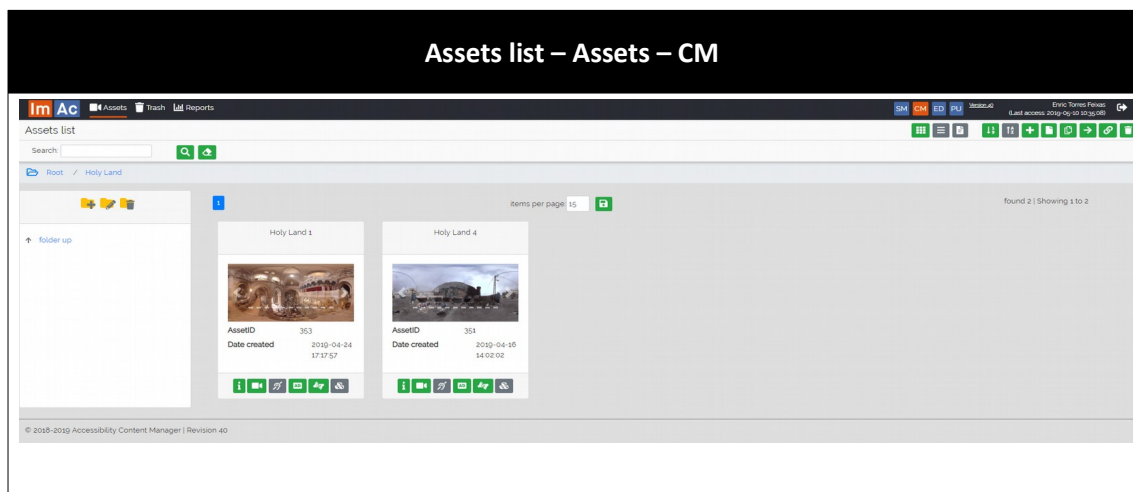 Assets list – Assets – CM
Im Ac Assets Trash Reports SM CM ED PU Version 40 Enric Torres Feixas
(Last access: 2019-05-10 10:35:08)
Assets list
Search:
Root / Holy Land
1 items per page 15 found 2 | Showing 1 to 2
folder up
Holy Land 1
AssetID 353
Date created 2019-04-24
17:17:57
Holy Land 4
AssetID 351
Date created 2019-04-16
14:02:02
© 2018-2019 Accessibility Content Manager | Revision 40